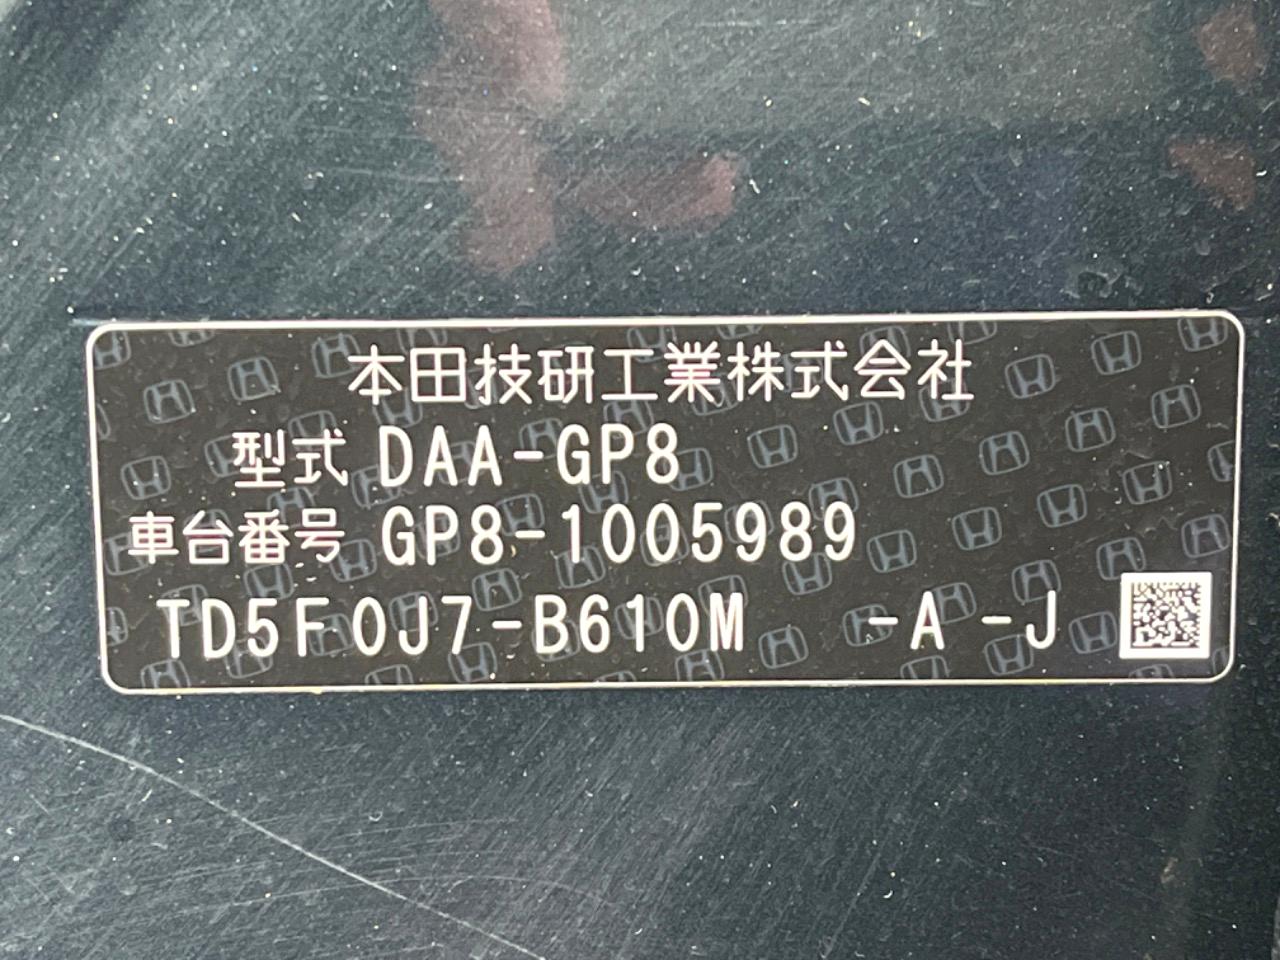 本田技研工業株式会社
型式 DAA-GP8
車台番号 GP8-1005989
TD5F0J7-B610M -A -J